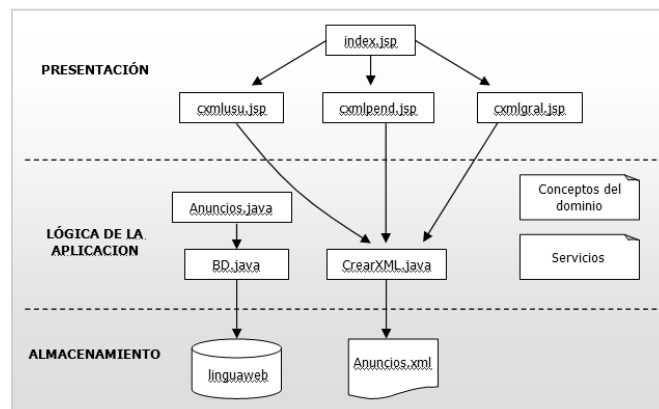 index.jsp
PRESENTACIÓN
cxmlusu.jsp
cxmlpend.jsp
cxmlgral.jsp
Anuncios.java
Conceptos del
dominio
LÓGICA DE LA
APLICACION
BD.java
CrearXML.java
Servicios
ALMACENAMIENTO
linguaweb
Anuncios.xml